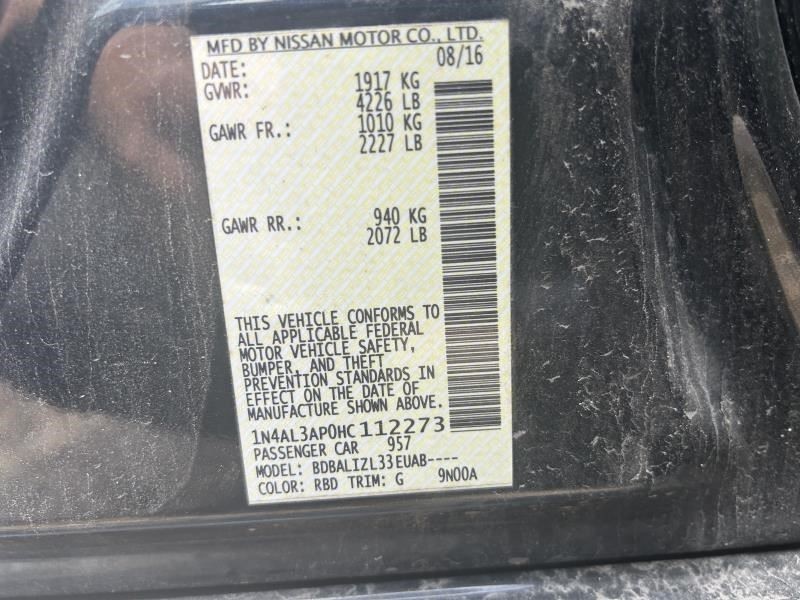 MFD BY NISSAN MOTOR CO., LTD.
DATE: 08/16
GVWR: 1917 KG
4226 LB
GAWR FR.: 1010 KG
2227 LB
GAWR RR.: 940 KG
2072 LB
THIS VEHICLE CONFORMS TO
ALL APPLICABLE FEDERAL
MOTOR VEHICLE SAFETY,
BUMPER, AND THEFT
PREVENTION STANDARDS IN
EFFECT ON THE DATE OF
MANUFACTURE SHOWN ABOVE.
1N4AL3AP0HC112273
PASSENGER CAR 957
MODEL: BDBALIZL33EUAB----
COLOR: RBD TRIM: G 9N00A